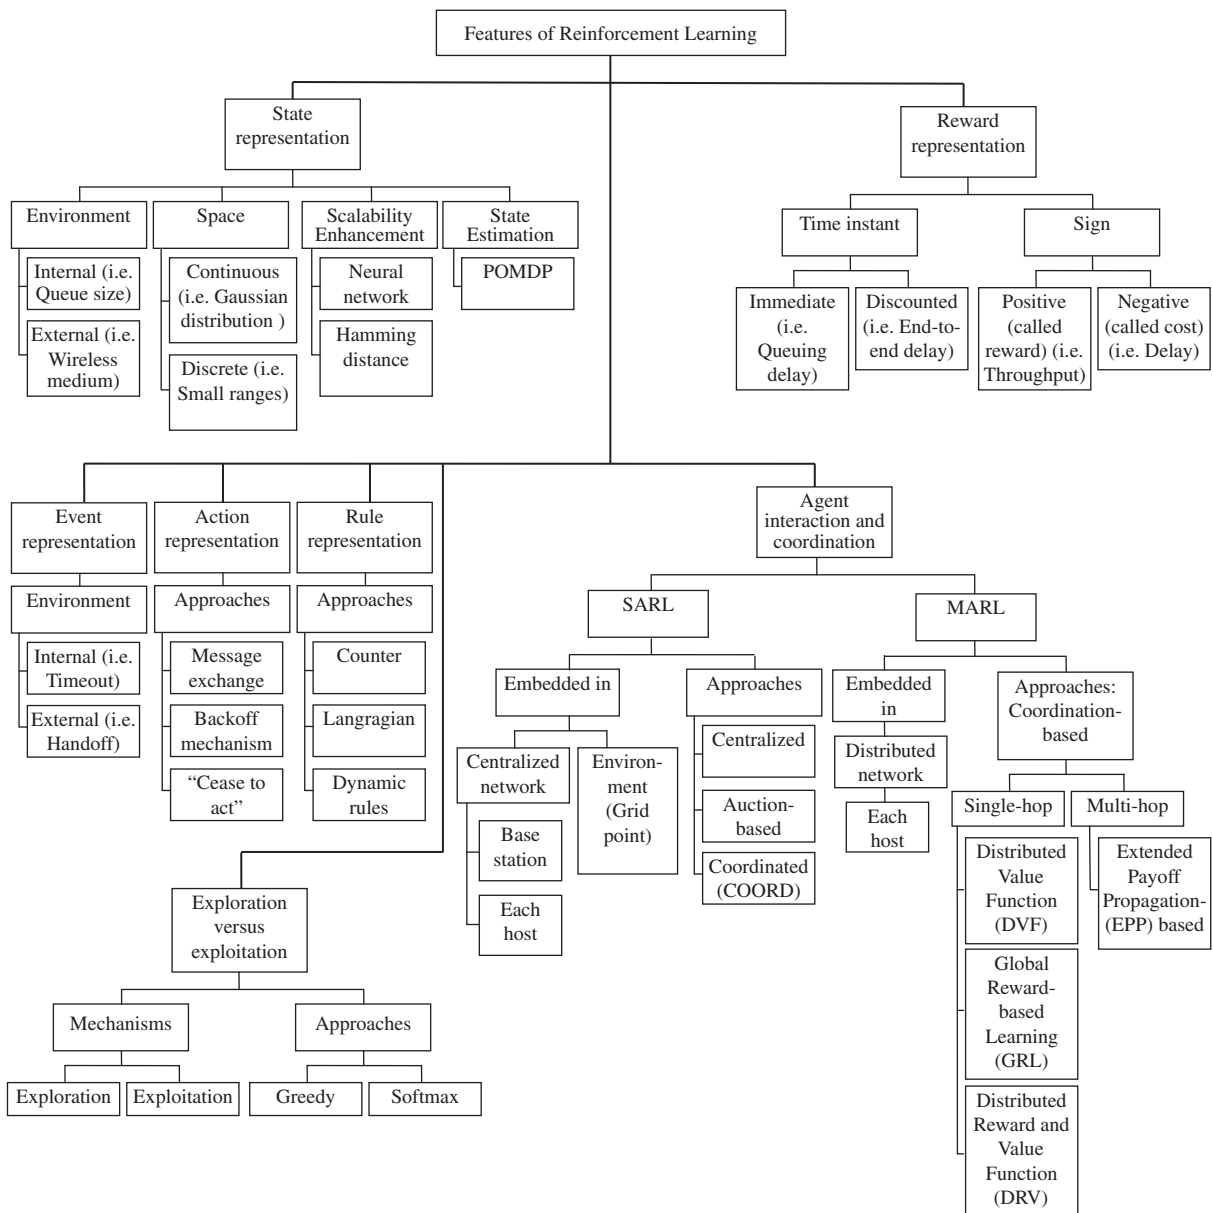 Features of Reinforcement Learning
State
representation
Reward
representation
Environment
Internal (i.e.
Queue size)
External (i.e.
Wireless
medium)
Space
Continuous
(i.e. Gaussian
distribution )
Discrete (i.e.
Small ranges)
Scalability
Enhancement
Neural
network
Hamming
distance
State
Estimation
POMDP
Time instant
Immediate
(i.e.
Queuing
delay)
Discounted
(i.e. End-to-
end delay)
Sign
Positive
(called
reward) (i.e.
Throughput)
Negative
(called cost)
(i.e. Delay)
Event
representation
Environment
Internal (i.e.
Timeout)
External (i.e.
Handoff)
Action
representation
Approaches
Message
exchange
Backoff
mechanism
“Cease to
act”
Rule
representation
Approaches
Counter
Langragian
Dynamic
rules
Agent
interaction and
coordination
SARL
Embedded in
Centralized
network
Base
station
Each
host
Environ-
ment
(Grid
point)
Approaches
Centralized
Auction-
based
Coordinated
(COORD)
MARL
Embedded
in
Distributed
network
Each
host
Approaches:
Coordination-
based
Single-hop
Distributed
Value
Function
(DVF)
Global
Reward-
based
Learning
(GRL)
Distributed
Reward and
Value
Function
(DRV)
Multi-hop
Extended
Payoff
Propagation-
(EPP) based
Exploration
versus
exploitation
Mechanisms
Exploration
Exploitation
Approaches
Greedy
Softmax